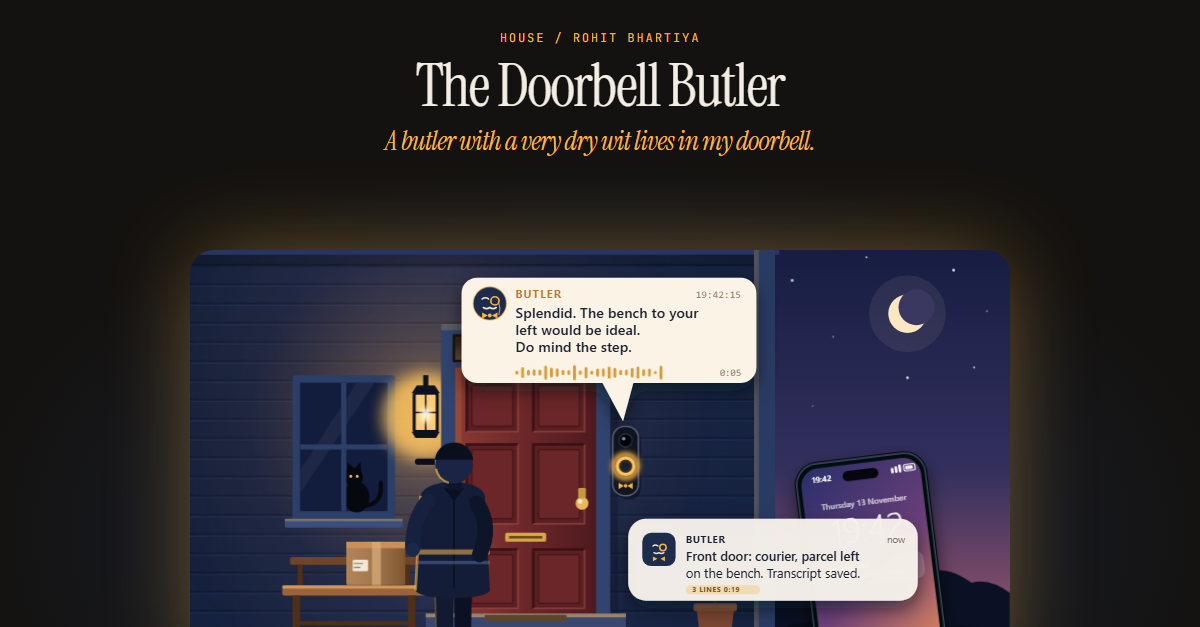 HOUSE / ROHIT BHARTIYA
The Doorbell Butler
A butler with a very dry wit lives in my doorbell.
BUTLER 19:42:15
Splendid. The bench to your
left would be ideal.
Do mind the step.
0:05
19:42
Thursday 13 November
19:42
BUTLER now
Front door: courier, parcel left
on the bench. Transcript saved.
3 LINES 0:19